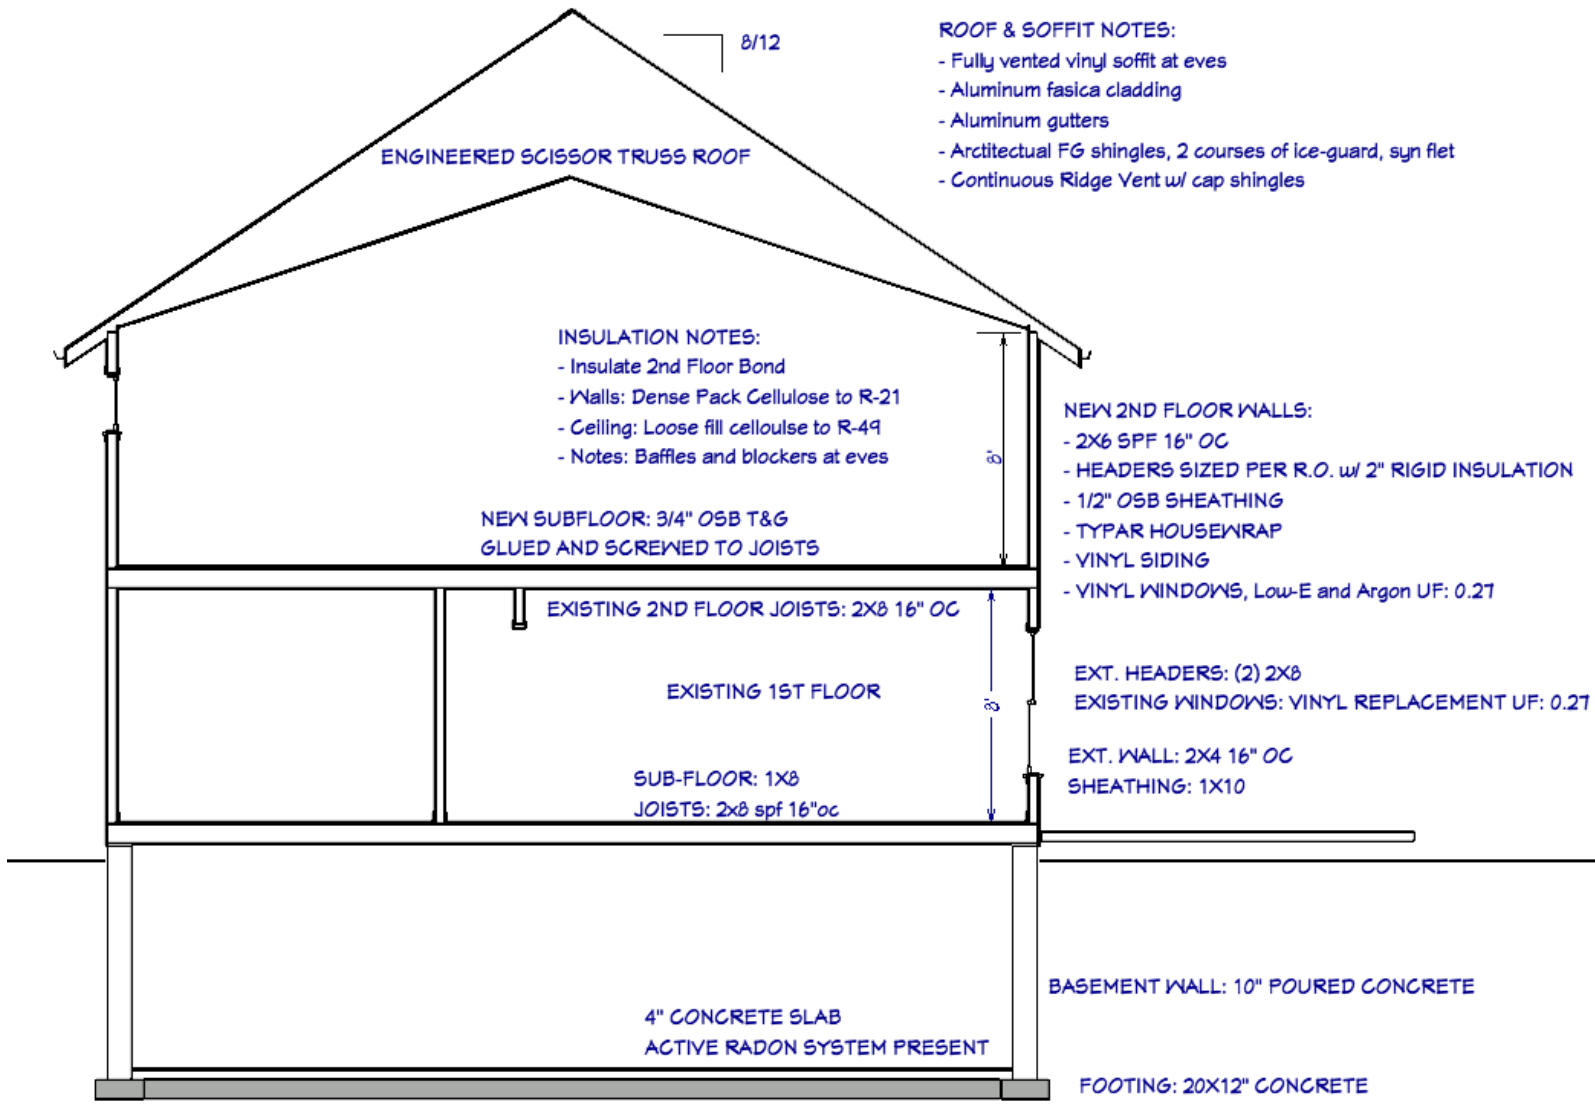 8/12
ROOF & SOFFIT NOTES:
- Fully vented vinyl soffit at eves
- Aluminum fasica cladding
- Aluminum gutters
- Arctitectual FG shingles, 2 courses of ice-guard, syn flet
- Continuous Ridge Vent w/ cap shingles
ENGINEERED SCISSOR TRUSS ROOF
INSULATION NOTES:
- Insulate 2nd Floor Bond
- Walls: Dense Pack Cellulose to R-21
- Ceiling: Loose fill celloulse to R-49
- Notes: Baffles and blockers at eves
8'
NEW 2ND FLOOR WALLS:
- 2X6 SPF 16" OC
- HEADERS SIZED PER R.O. w/ 2" RIGID INSULATION
- 1/2" OSB SHEATHING
- TYPAR HOUSEWRAP
- VINYL SIDING
- VINYL WINDOWS, Low-E and Argon UF: 0.27
NEW SUBFLOOR: 3/4" OSB T&G
GLUED AND SCREWED TO JOISTS
EXISTING 2ND FLOOR JOISTS: 2X8 16" OC
EXISTING 1ST FLOOR
8'
EXT. HEADERS: (2) 2X8
EXISTING WINDOWS: VINYL REPLACEMENT UF: 0.27
EXT. WALL: 2X4 16" OC
SHEATHING: 1X10
SUB-FLOOR: 1X8
JOISTS: 2x8 spf 16"oc
BASEMENT WALL: 10" POURED CONCRETE
4" CONCRETE SLAB
ACTIVE RADON SYSTEM PRESENT
FOOTING: 20X12" CONCRETE